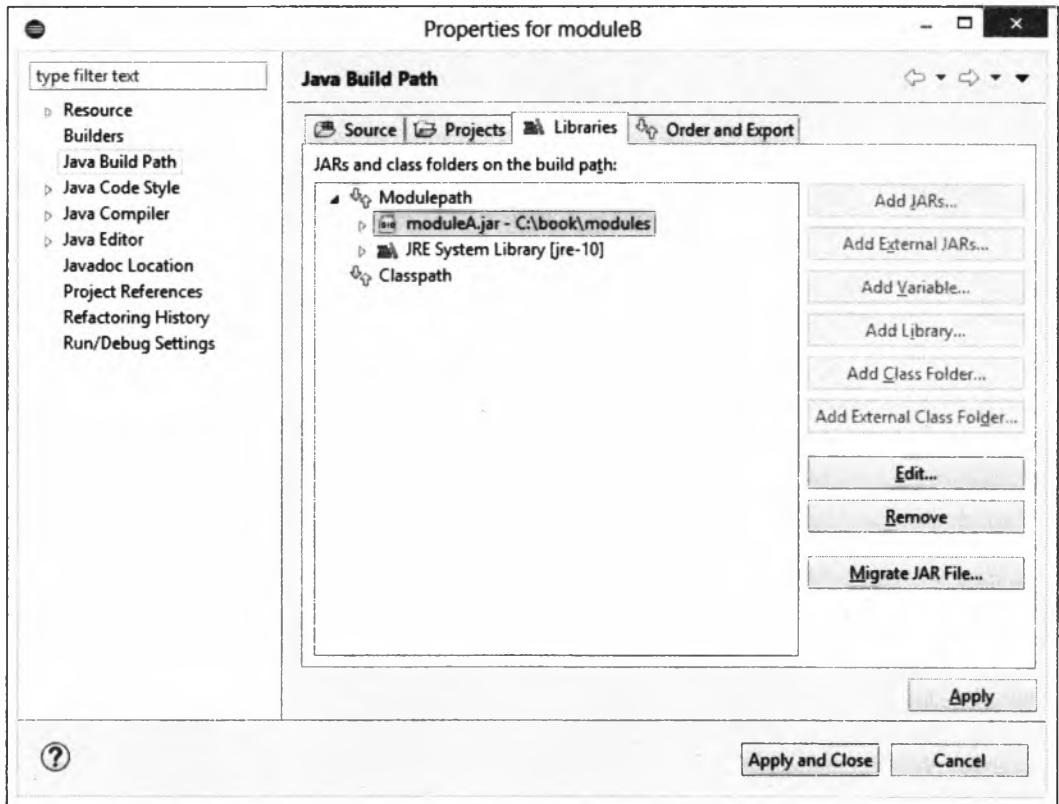 Properties for moduleB
type filter text
Resource
Builders
Java Build Path
Java Code Style
Java Compiler
Java Editor
Javadoc Location
Project References
Refactoring History
Run/Debug Settings
Java Build Path
Source
Projects
Libraries
Order and Export
JARs and class folders on the build path:
Modulepath
moduleA.jar - C:\book\modules
JRE System Library [jre-10]
Classpath
Add JARs...
Add External JARs...
Add Variable...
Add Library...
Add Class Folder...
Add External Class Folder...
Edit...
Remove
Migrate JAR File...
Apply
?
Apply and Close
Cancel